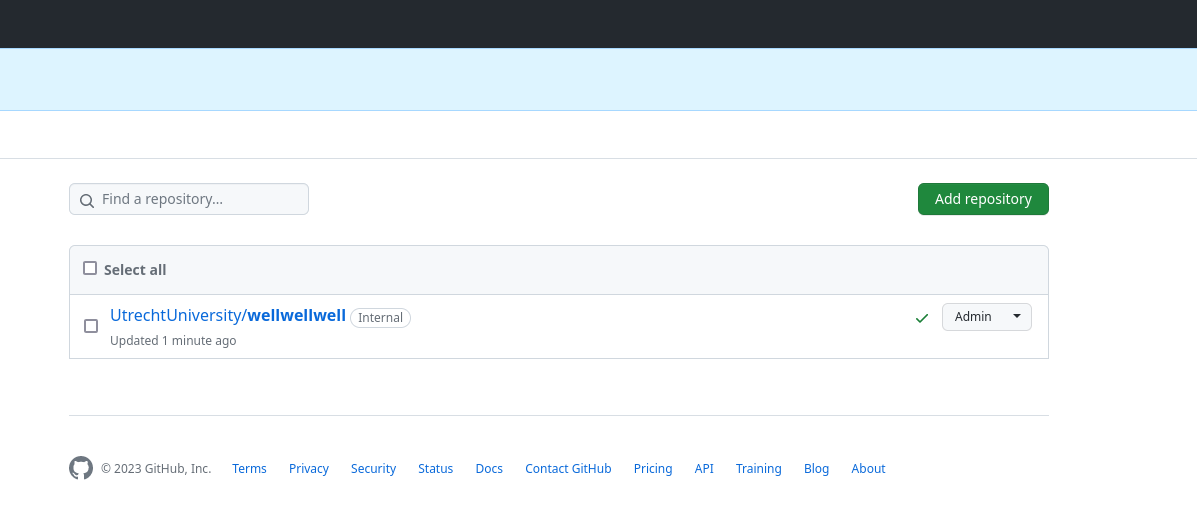 Find a repository...
Add repository
Select all
UtrechtUniversity/wellwellwell Internal
Admin
Updated 1 minute ago
© 2023 GitHub, Inc. Terms Privacy Security Status Docs Contact GitHub Pricing API Training Blog About